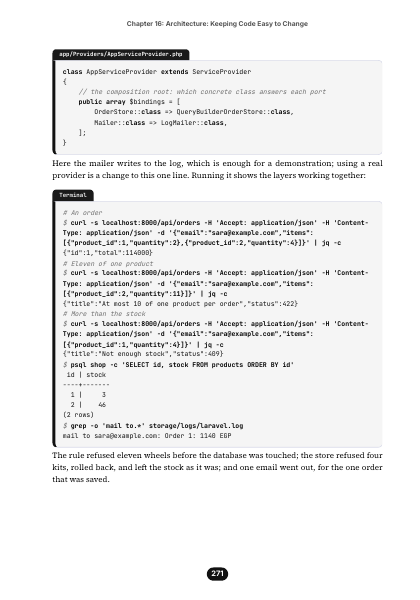 Chapter 16: Architecture: Keeping Code Easy to Change
app/Providers/AppServiceProvider.php
class AppServiceProvider extends ServiceProvider
{
    // the composition root: which concrete class answers each port
    public array $bindings = [
        OrderStore::class => QueryBuilderOrderStore::class,
        Mailer::class => LogMailer::class,
    ];
}
Here the mailer writes to the log, which is enough for a demonstration; using a real
provider is a change to this one line. Running it shows the layers working together:
Terminal
# An order
$ curl -s localhost:8000/api/orders -H 'Accept: application/json' -H 'Content-
Type: application/json' -d '{"email":"sara@example.com","items":
[{"product_id":1,"quantity":2},{"product_id":2,"quantity":4}]}' | jq -c
{"id":1,"total":114000}
# Eleven of one product
$ curl -s localhost:8000/api/orders -H 'Accept: application/json' -H 'Content-
Type: application/json' -d '{"email":"sara@example.com","items":
[{"product_id":2,"quantity":11}]}' | jq -c
{"title":"At most 10 of one product per order","status":422}
# More than the stock
$ curl -s localhost:8000/api/orders -H 'Accept: application/json' -H 'Content-
Type: application/json' -d '{"email":"sara@example.com","items":
[{"product_id":1,"quantity":4}]}' | jq -c
{"title":"Not enough stock","status":409}
$ psql shop -c 'SELECT id, stock FROM products ORDER BY id'
 id | stock
----+-------
  1 |     3
  2 |    46
(2 rows)
$ grep -o 'mail to.*' storage/logs/laravel.log
mail to sara@example.com: Order 1: 1140 EGP
The rule refused eleven wheels before the database was touched; the store refused four
kits, rolled back, and left the stock as it was; and one email went out, for the one order
that was saved.
271